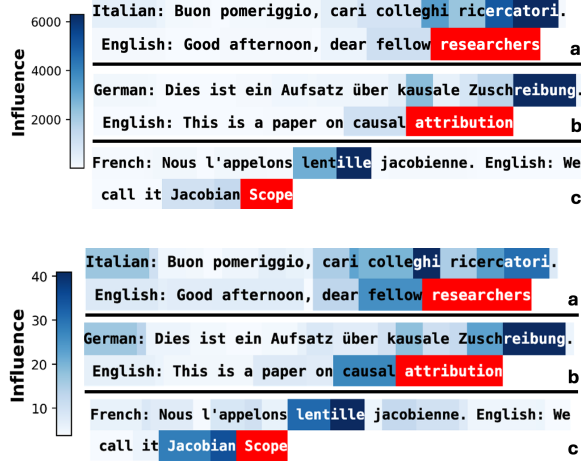 6000
4000
2000
Influence
Italian: Buon pomeriggio, cari colleghi ricercatori.
English: Good afternoon, dear fellow researchers
a
German: Dies ist ein Aufsatz über kausale Zuschreibung.
English: This is a paper on causal attribution
b
French: Nous l'appelons lentille jacobienne. English: We
call it Jacobian Scope
c
40
30
20
10
Influence
Italian: Buon pomeriggio, cari colleghi ricercatori.
English: Good afternoon, dear fellow researchers
a
German: Dies ist ein Aufsatz über kausale Zuschreibung.
English: This is a paper on causal attribution
b
French: Nous l'appelons lentille jacobienne. English: We
call it Jacobian Scope
c